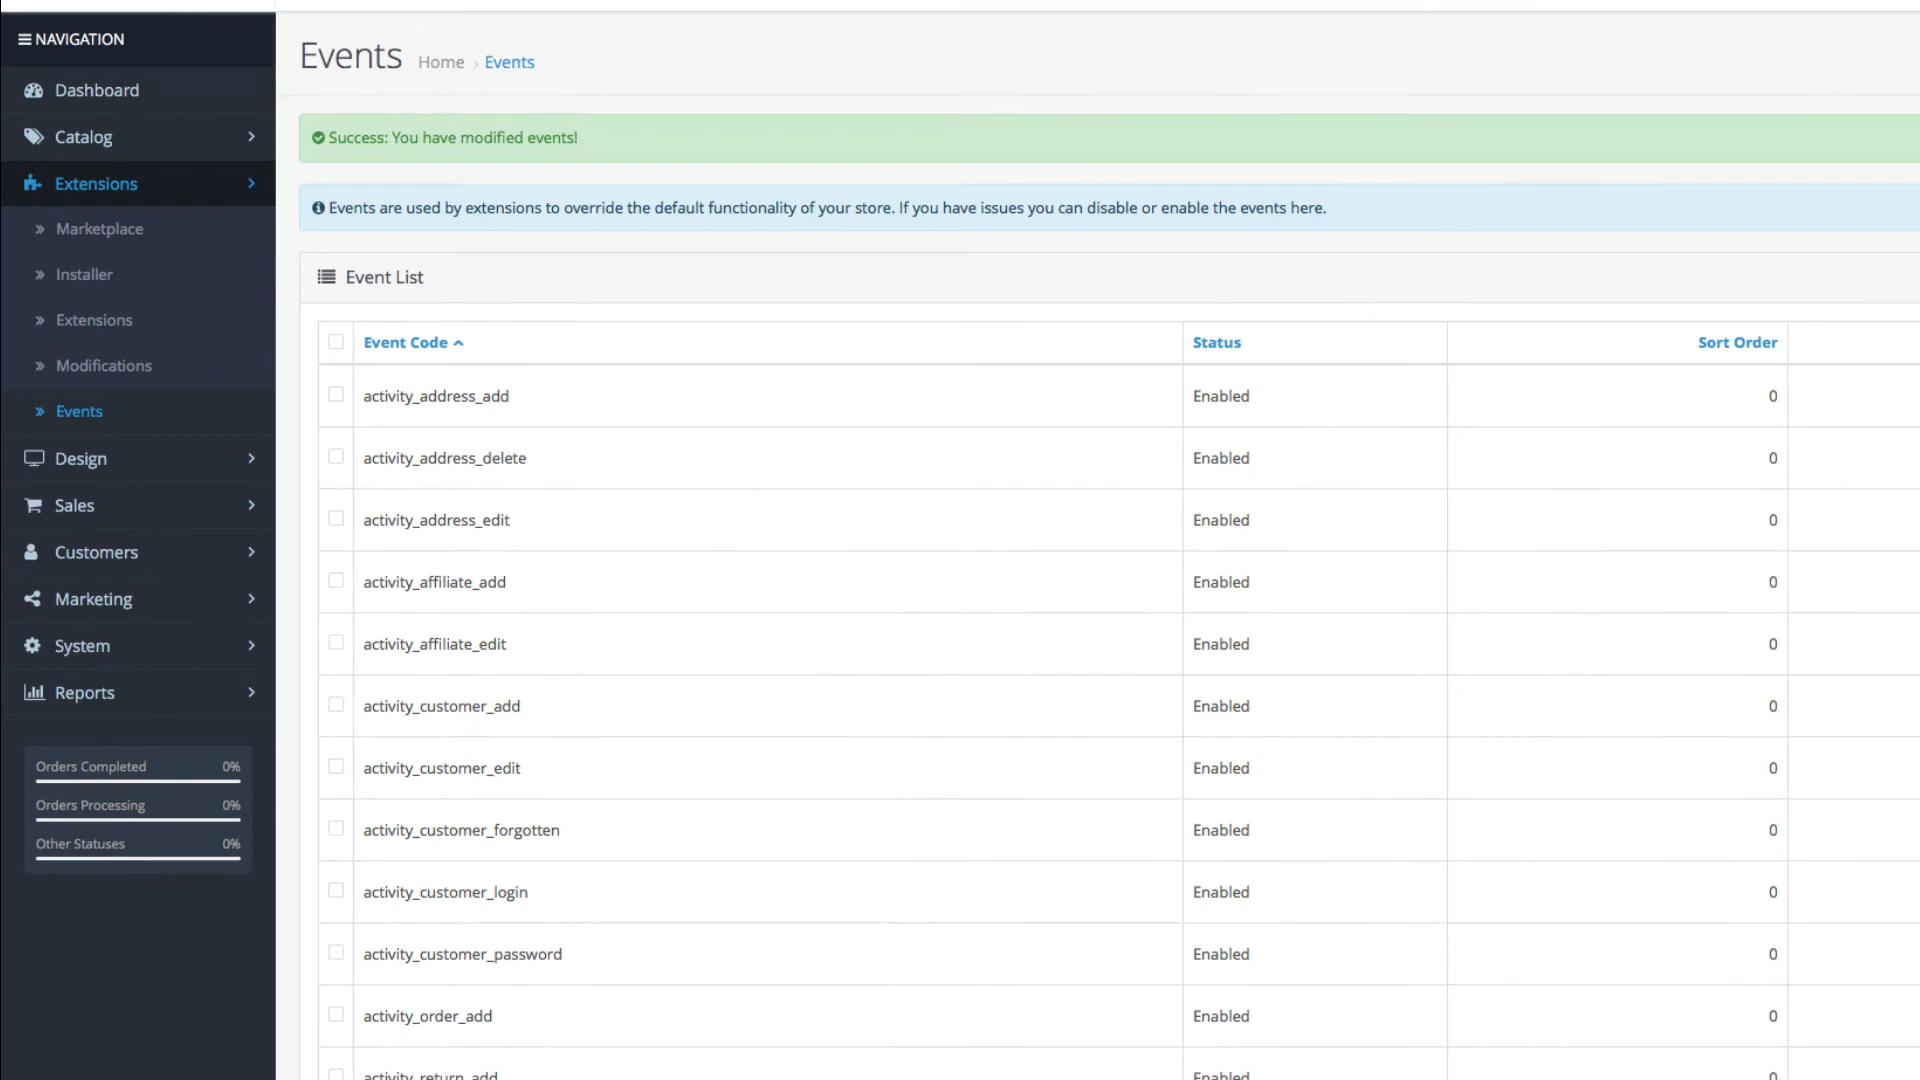 NAVIGATION
Dashboard
Catalog
Extensions
Marketplace
Installer
Extensions
Modifications
Events
Design
Sales
Customers
Marketing
System
Reports
Orders Completed 0%
Orders Processing 0%
Other Statuses 0%
Events Home › Events
Success: You have modified events!
Events are used by extensions to override the default functionality of your store. If you have issues you can disable or enable the events here.
Event List
Event Code Status Sort Order
activity_address_add Enabled 0
activity_address_delete Enabled 0
activity_address_edit Enabled 0
activity_affiliate_add Enabled 0
activity_affiliate_edit Enabled 0
activity_customer_add Enabled 0
activity_customer_edit Enabled 0
activity_customer_forgotten Enabled 0
activity_customer_login Enabled 0
activity_customer_password Enabled 0
activity_order_add Enabled 0
activity_return_add Enabled 0